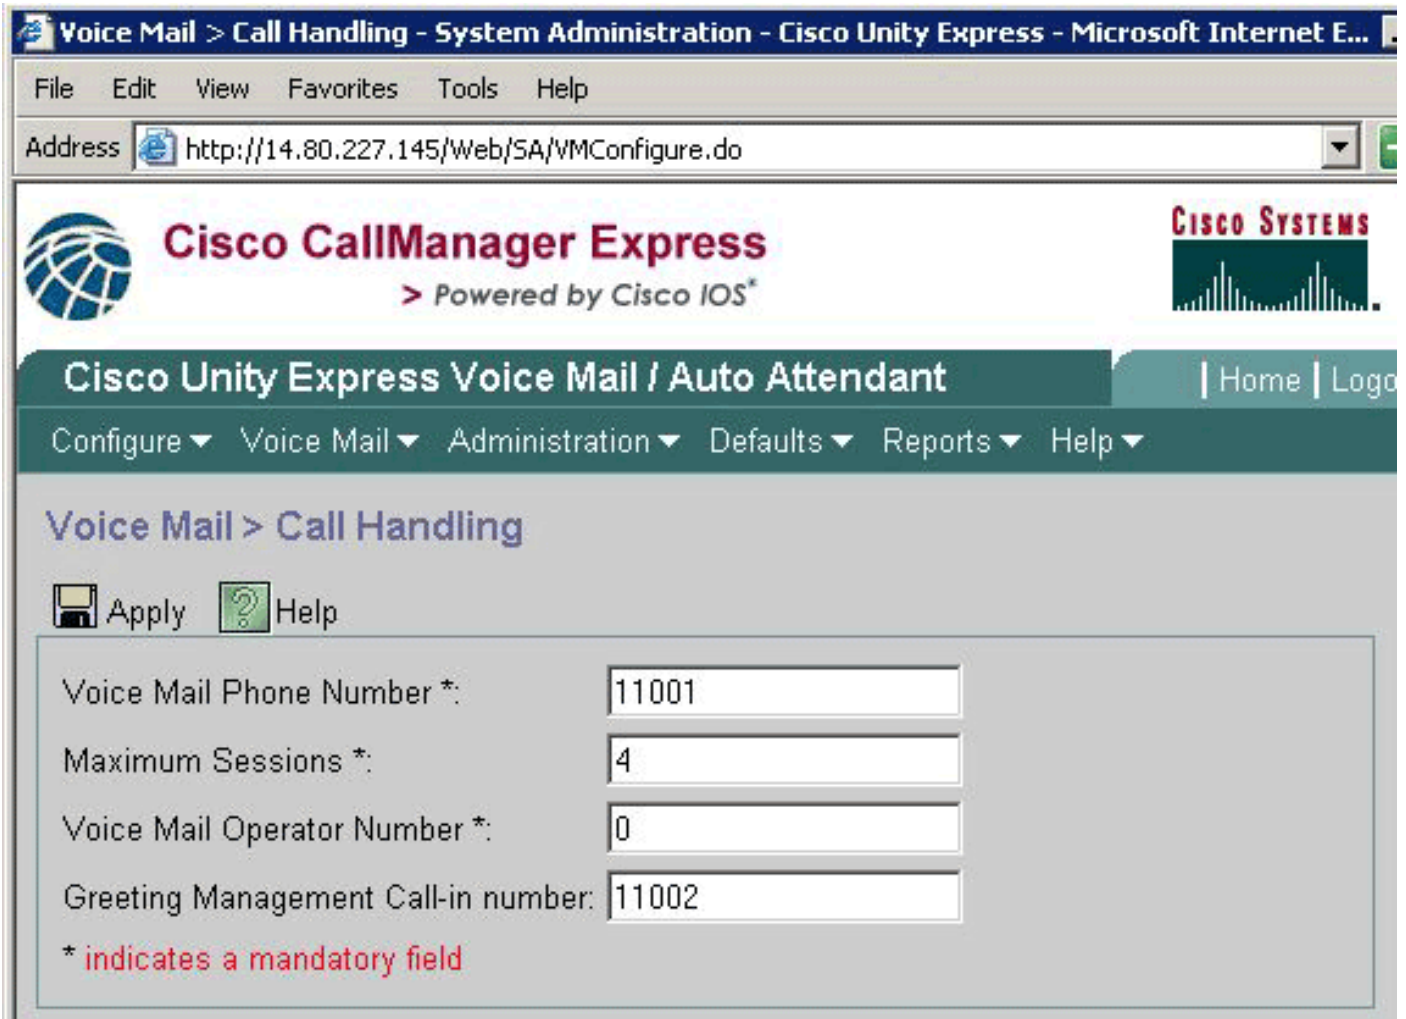 Voice Mail > Call Handling - System Administration - Cisco Unity Express - Microsoft Internet E...
File Edit View Favorites Tools Help
Address http://14.80.227.145/Web/SA/VMConfigure.do
Cisco CallManager Express
> Powered by Cisco IOS*
CISCO SYSTEMS
Cisco Unity Express Voice Mail / Auto Attendant | Home | Logo
Configure Voice Mail Administration Defaults Reports Help
Voice Mail > Call Handling
Apply ? Help
Voice Mail Phone Number *: 11001
Maximum Sessions *: 4
Voice Mail Operator Number *: 0
Greeting Management Call-in number: 11002
* indicates a mandatory field